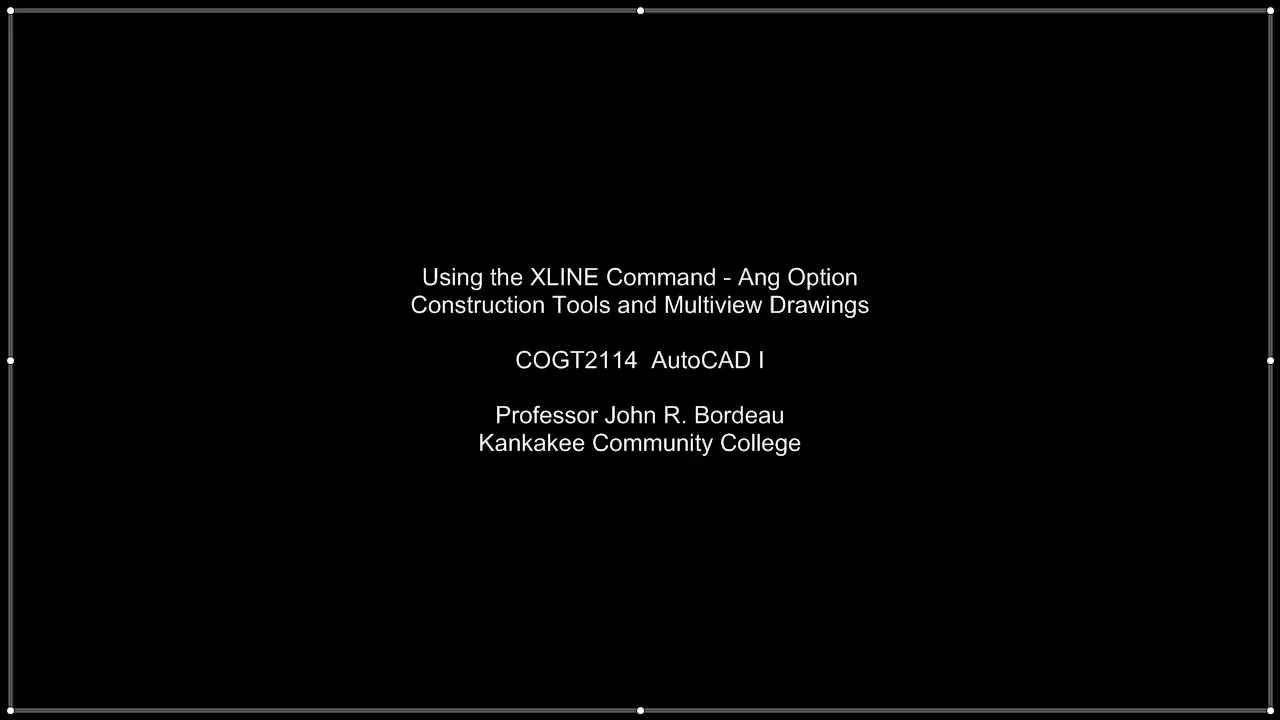 Using the XLINE Command - Ang Option
Construction Tools and Multiview Drawings
COGT2114  AutoCAD I
Professor John R. Bordeau
Kankakee Community College